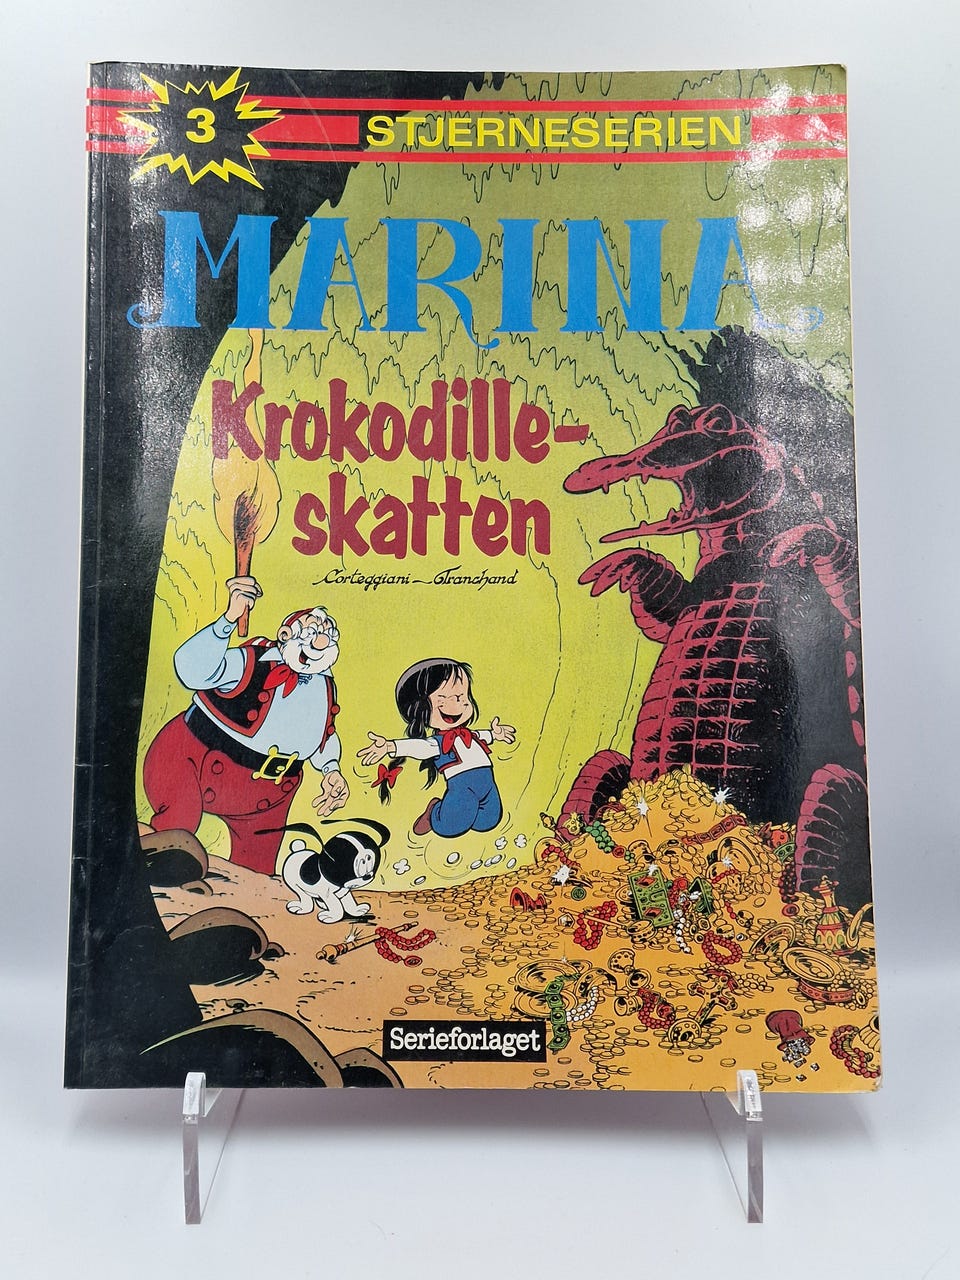 3
STJERNESERIEN
MARINA
Krokodille-
skatten
Corteggiani – Tranchand
Serieforlaget